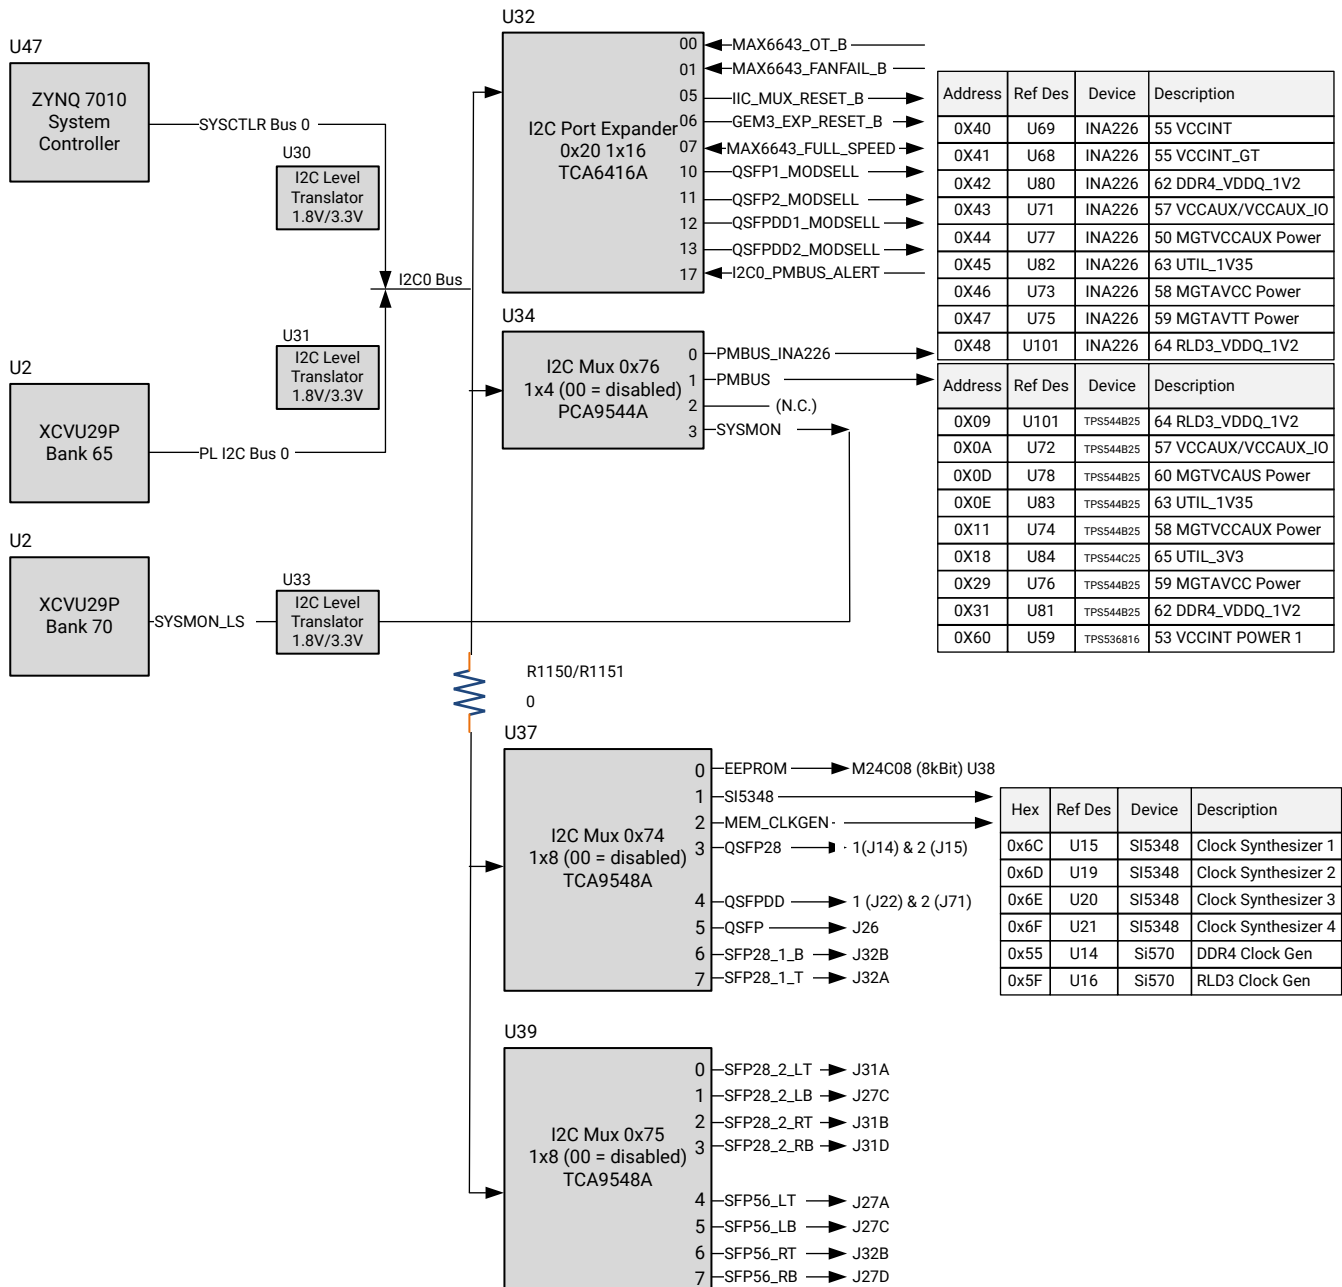 U47
ZYNQ 7010
System
Controller
SYSCTLR Bus 0
U30
I2C Level
Translator
1.8V/3.3V
I2C0 Bus
U31
I2C Level
Translator
1.8V/3.3V
U2
XCVU29P
Bank 65
PL I2C Bus 0
U2
XCVU29P
Bank 70
SYSMON_LS
U33
I2C Level
Translator
1.8V/3.3V
U32
I2C Port Expander
0x20 1x16
TCA6416A
00 MAX6643_OT_B
01 MAX6643_FANFAIL_B
05 IIC_MUX_RESET_B
06 GEM3_EXP_RESET_B
07 MAX6643_FULL_SPEED
10 QSFP1_MODSELL
11 QSFP2_MODSELL
12 QSFPDD1_MODSELL
13 QSFPDD2_MODSELL
17 I2C0_PMBUS_ALERT
U34
I2C Mux 0x76
1x4 (00 = disabled)
PCA9544A
0 PMBUS_INA226
1 PMBUS
2 (N.C.)
3 SYSMON
Address Ref Des Device Description
0X40 U69 INA226 55 VCCINT
0X41 U68 INA226 55 VCCINT_GT
0X42 U80 INA226 62 DDR4_VDDQ_1V2
0X43 U71 INA226 57 VCCAUX/VCCAUX_IO
0X44 U77 INA226 50 MGTVCCAUX Power
0X45 U82 INA226 63 UTIL_1V35
0X46 U73 INA226 58 MGTAVCC Power
0X47 U75 INA226 59 MGTAVTT Power
0X48 U101 INA226 64 RLD3_VDDQ_1V2
Address Ref Des Device Description
0X09 U101 TPS544B25 64 RLD3_VDDQ_1V2
0X0A U72 TPS544B25 57 VCCAUX/VCCAUX_IO
0X0D U78 TPS544B25 60 MGTVCAUS Power
0X0E U83 TPS544B25 63 UTIL_1V35
0X11 U74 TPS544B25 58 MGTVCCAUX Power
0X18 U84 TPS544C25 65 UTIL_3V3
0X29 U76 TPS544B25 59 MGTAVCC Power
0X31 U81 TPS544B25 62 DDR4_VDDQ_1V2
0X60 U59 TPS536816 53 VCCINT POWER 1
R1150/R1151
0
U37
I2C Mux 0x74
1x8 (00 = disabled)
TCA9548A
0 EEPROM M24C08 (8kBit) U38
1 SI5348
2 MEM_CLKGEN
3 QSFP28 1(J14) & 2 (J15)
4 QSFPDD 1 (J22) & 2 (J71)
5 QSFP J26
6 SFP28_1_B J32B
7 SFP28_1_T J32A
Hex Ref Des Device Description
0x6C U15 SI5348 Clock Synthesizer 1
0x6D U19 SI5348 Clock Synthesizer 2
0x6E U20 SI5348 Clock Synthesizer 3
0x6F U21 SI5348 Clock Synthesizer 4
0x55 U14 Si570 DDR4 Clock Gen
0x5F U16 Si570 RLD3 Clock Gen
U39
I2C Mux 0x75
1x8 (00 = disabled)
TCA9548A
0 SFP28_2_LT J31A
1 SFP28_2_LB J27C
2 SFP28_2_RT J31B
3 SFP28_2_RB J31D
4 SFP56_LT J27A
5 SFP56_LB J27C
6 SFP56_RT J32B
7 SFP56_RB J27D